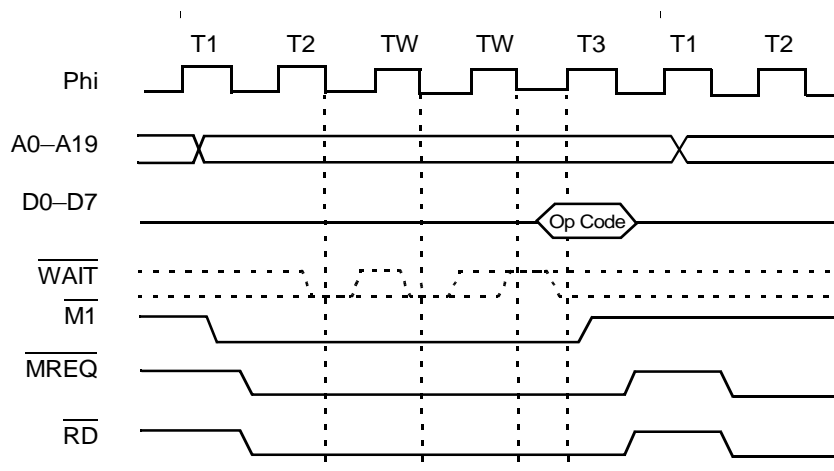 T1 T2 TW TW T3 T1 T2
Phi
A0–A19
D0–D7
Op Code
WAIT
M1
MREQ
RD